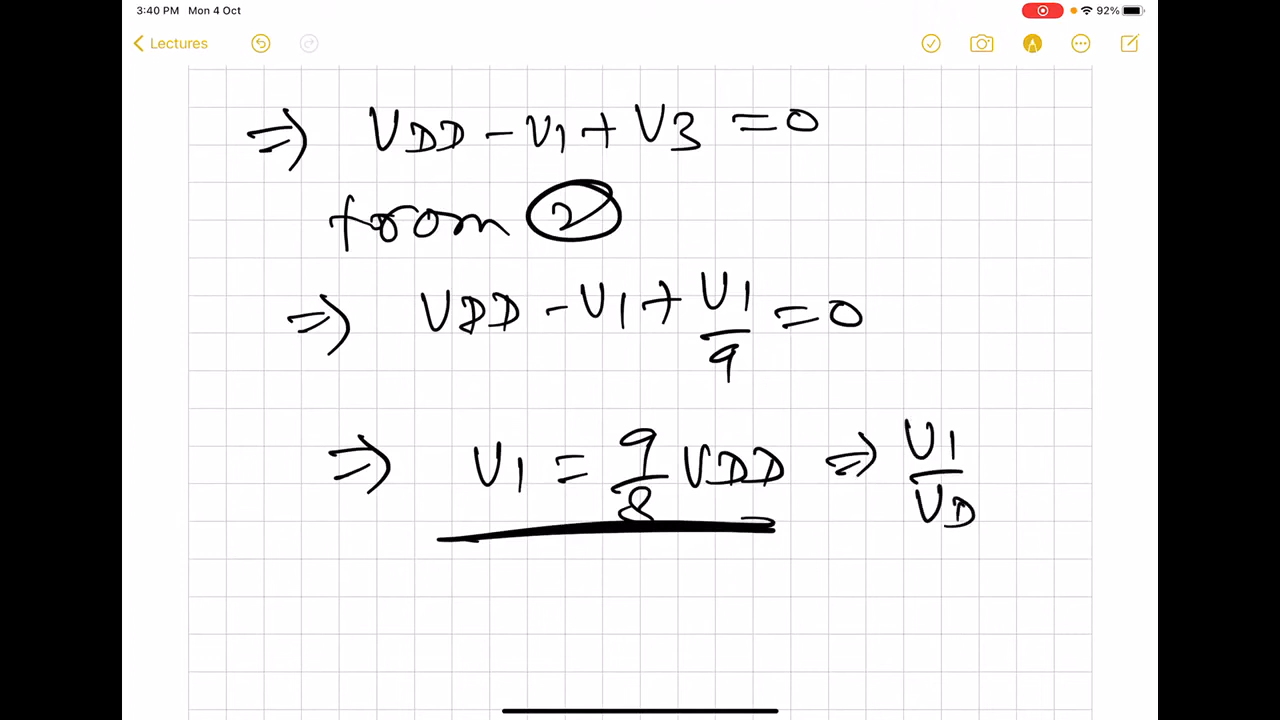 3:40 PM Mon 4 Oct 92%
Lectures
⇒ VDD - V1 + V3 = 0
from ②
⇒ VDD - V1 + V1/9 = 0
⇒ V1 = 9/8 VDD ⇒ V1/VD